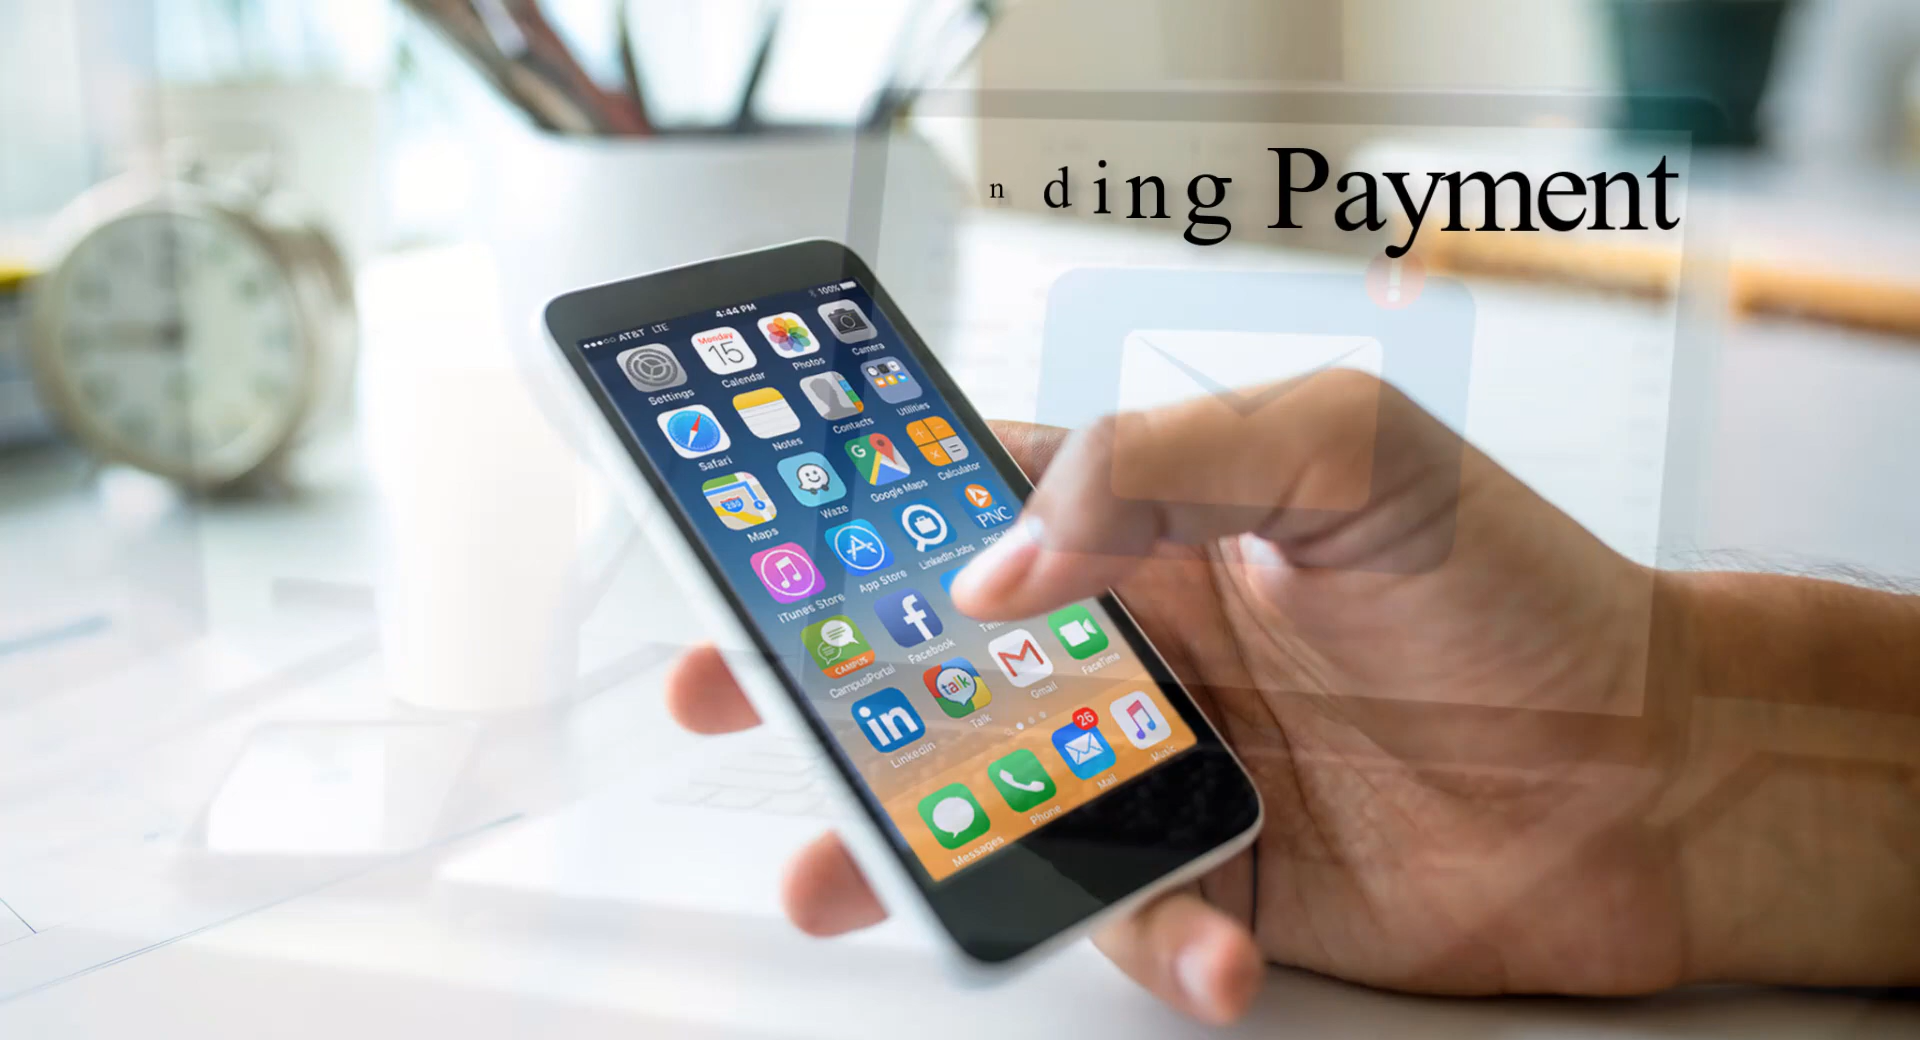 n ding Payment
AT&T LTE 4:44 PM 100%
Settings
Monday
15
Calendar
Photos
Camera
Safari
Notes
Contacts
Utilities
280
Maps
Waze
G
Google Maps
Calculator
iTunes Store
App Store
LinkedIn Jobs
PNC
CAMPUS
CampusPortal
f
Facebook
in
LinkedIn
talk
Talk
Gmail
FaceTime
Messages
Phone
26
Mail
Music